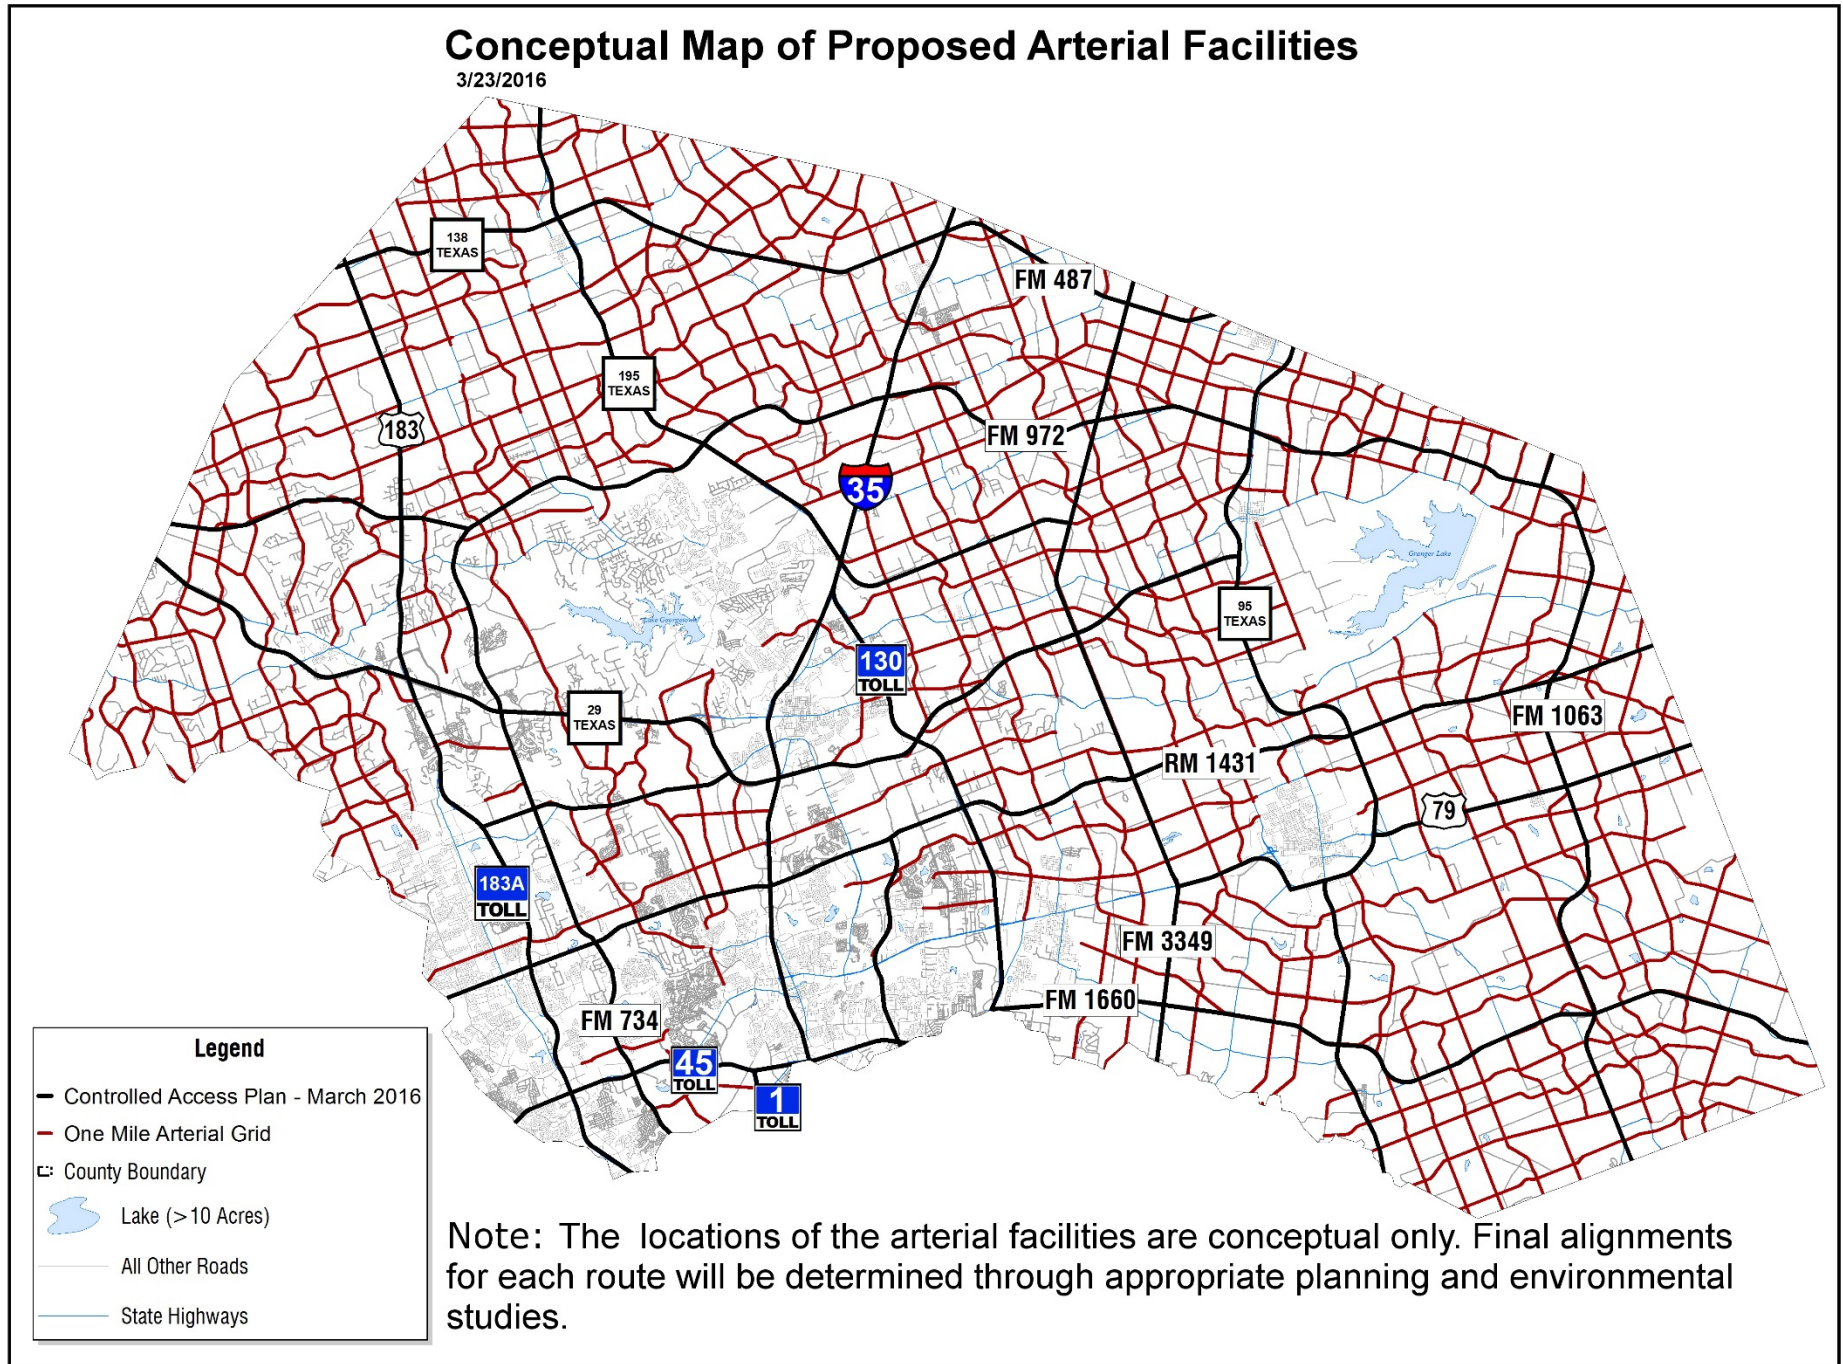 Conceptual Map of Proposed Arterial Facilities
3/23/2016
138
TEXAS
FM 487
195
TEXAS
183
FM 972
35
Granger Lake
95
TEXAS
Lake Georgetown
130
TOLL
29
TEXAS
FM 1063
RM 1431
79
183A
TOLL
FM 3349
FM 1660
FM 734
45
TOLL
1
TOLL
Legend
Controlled Access Plan - March 2016
One Mile Arterial Grid
County Boundary
Lake (>10 Acres)
All Other Roads
State Highways
Note: The locations of the arterial facilities are conceptual only. Final alignments
for each route will be determined through appropriate planning and environmental
studies.